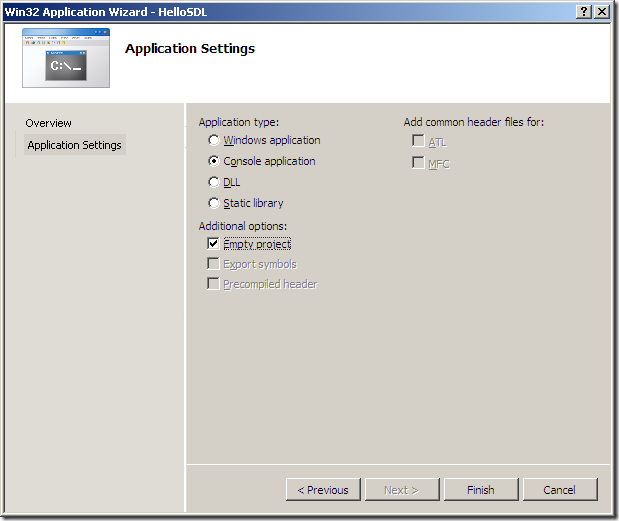 Win32 Application Wizard - HelloSDL
C:\_
Application Settings
Overview
Application Settings
Application type:
Windows application
Console application
DLL
Static library
Additional options:
Empty project
Export symbols
Precompiled header
Add common header files for:
ATL
MFC
< Previous
Next >
Finish
Cancel